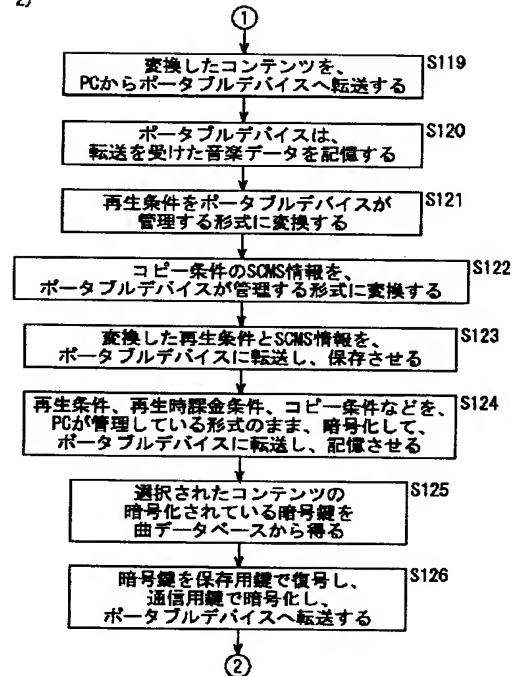 2)
①
変換したコンテンツを、
PCからポータブルデバイスへ転送する
S119
ポータブルデバイスは、
転送を受けた音楽データを記憶する
S120
再生条件をポータブルデバイスが
管理する形式に変換する
S121
コピー条件のSCMS情報を、
ポータブルデバイスが管理する形式に変換する
S122
変換した再生条件とSCMS情報を、
ポータブルデバイスに転送し、保存させる
S123
再生条件、再生時課金条件、コピー条件などを、
PCが管理している形式のまま、暗号化して、
ポータブルデバイスに転送し、記憶させる
S124
選択されたコンテンツの
暗号化されている暗号鍵を
曲データベースから得る
S125
暗号鍵を保存用鍵で復号し、
通信用鍵で暗号化し、
ポータブルデバイスへ転送する
S126
②